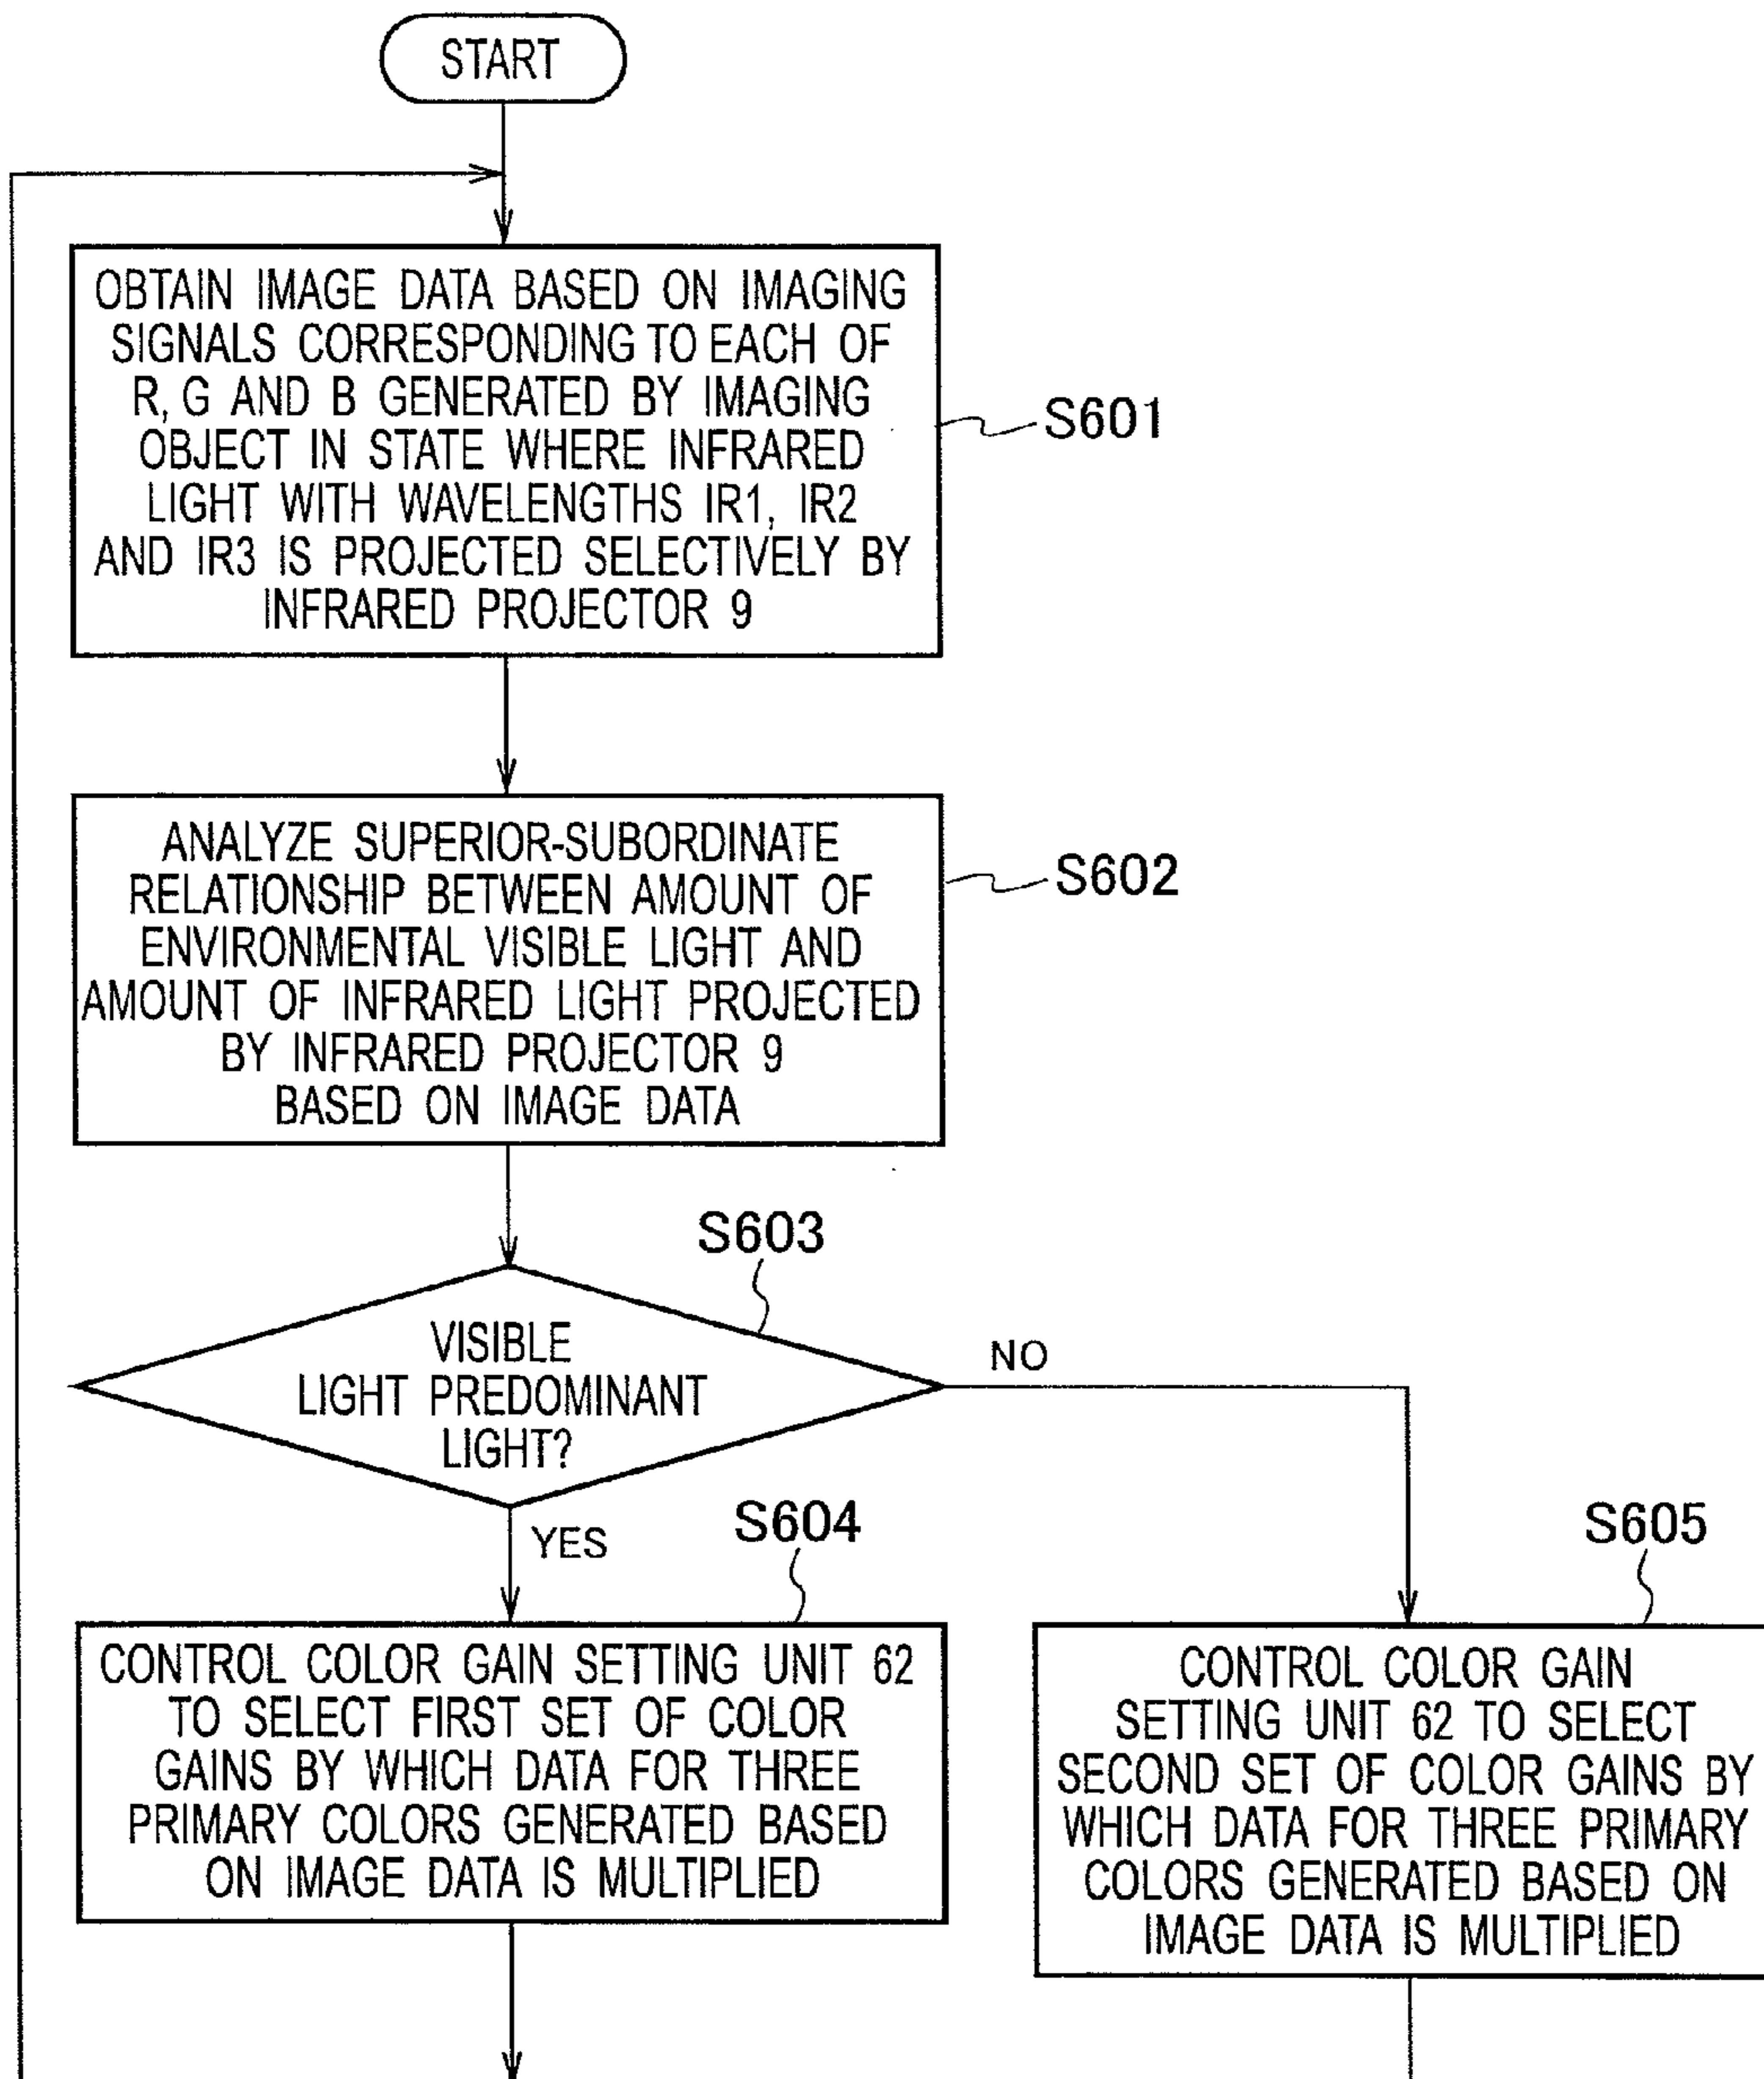 START
OBTAIN IMAGE DATA BASED ON IMAGING
SIGNALS CORRESPONDING TO EACH OF
R, G AND B GENERATED BY IMAGING
OBJECT IN STATE WHERE INFRARED
LIGHT WITH WAVELENGTHS IR1, IR2
AND IR3 IS PROJECTED SELECTIVELY BY
INFRARED PROJECTOR 9
S601
ANALYZE SUPERIOR-SUBORDINATE
RELATIONSHIP BETWEEN AMOUNT OF
ENVIRONMENTAL VISIBLE LIGHT AND
AMOUNT OF INFRARED LIGHT PROJECTED
BY INFRARED PROJECTOR 9
BASED ON IMAGE DATA
S602
S603
VISIBLE
LIGHT PREDOMINANT
LIGHT?
NO
YES
S604
CONTROL COLOR GAIN SETTING UNIT 62
TO SELECT FIRST SET OF COLOR
GAINS BY WHICH DATA FOR THREE
PRIMARY COLORS GENERATED BASED
ON IMAGE DATA IS MULTIPLIED
S605
CONTROL COLOR GAIN
SETTING UNIT 62 TO SELECT
SECOND SET OF COLOR GAINS BY
WHICH DATA FOR THREE PRIMARY
COLORS GENERATED BASED ON
IMAGE DATA IS MULTIPLIED